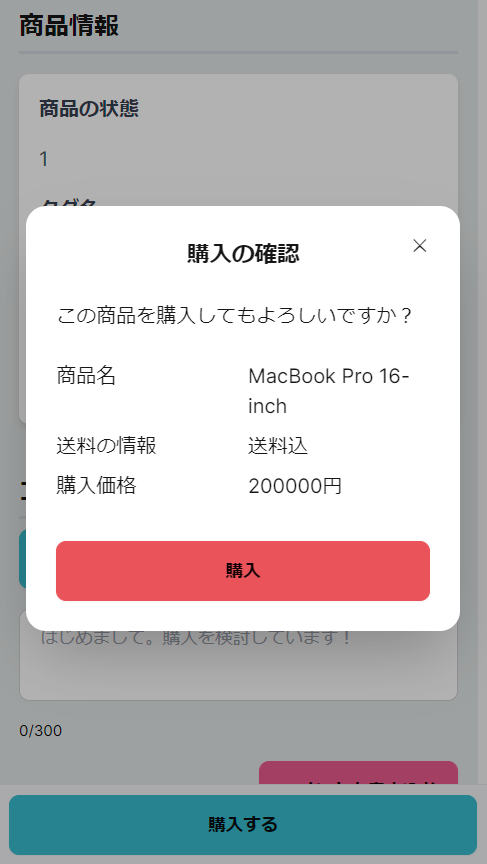 商品情報
商品の状態
1
購入の確認
この商品を購入してもよろしいですか？
商品名
MacBook Pro 16-
inch
送料の情報
送料込
購入価格
200000円
購入
はじめまして。購入を検討しています！
0/300
購入する